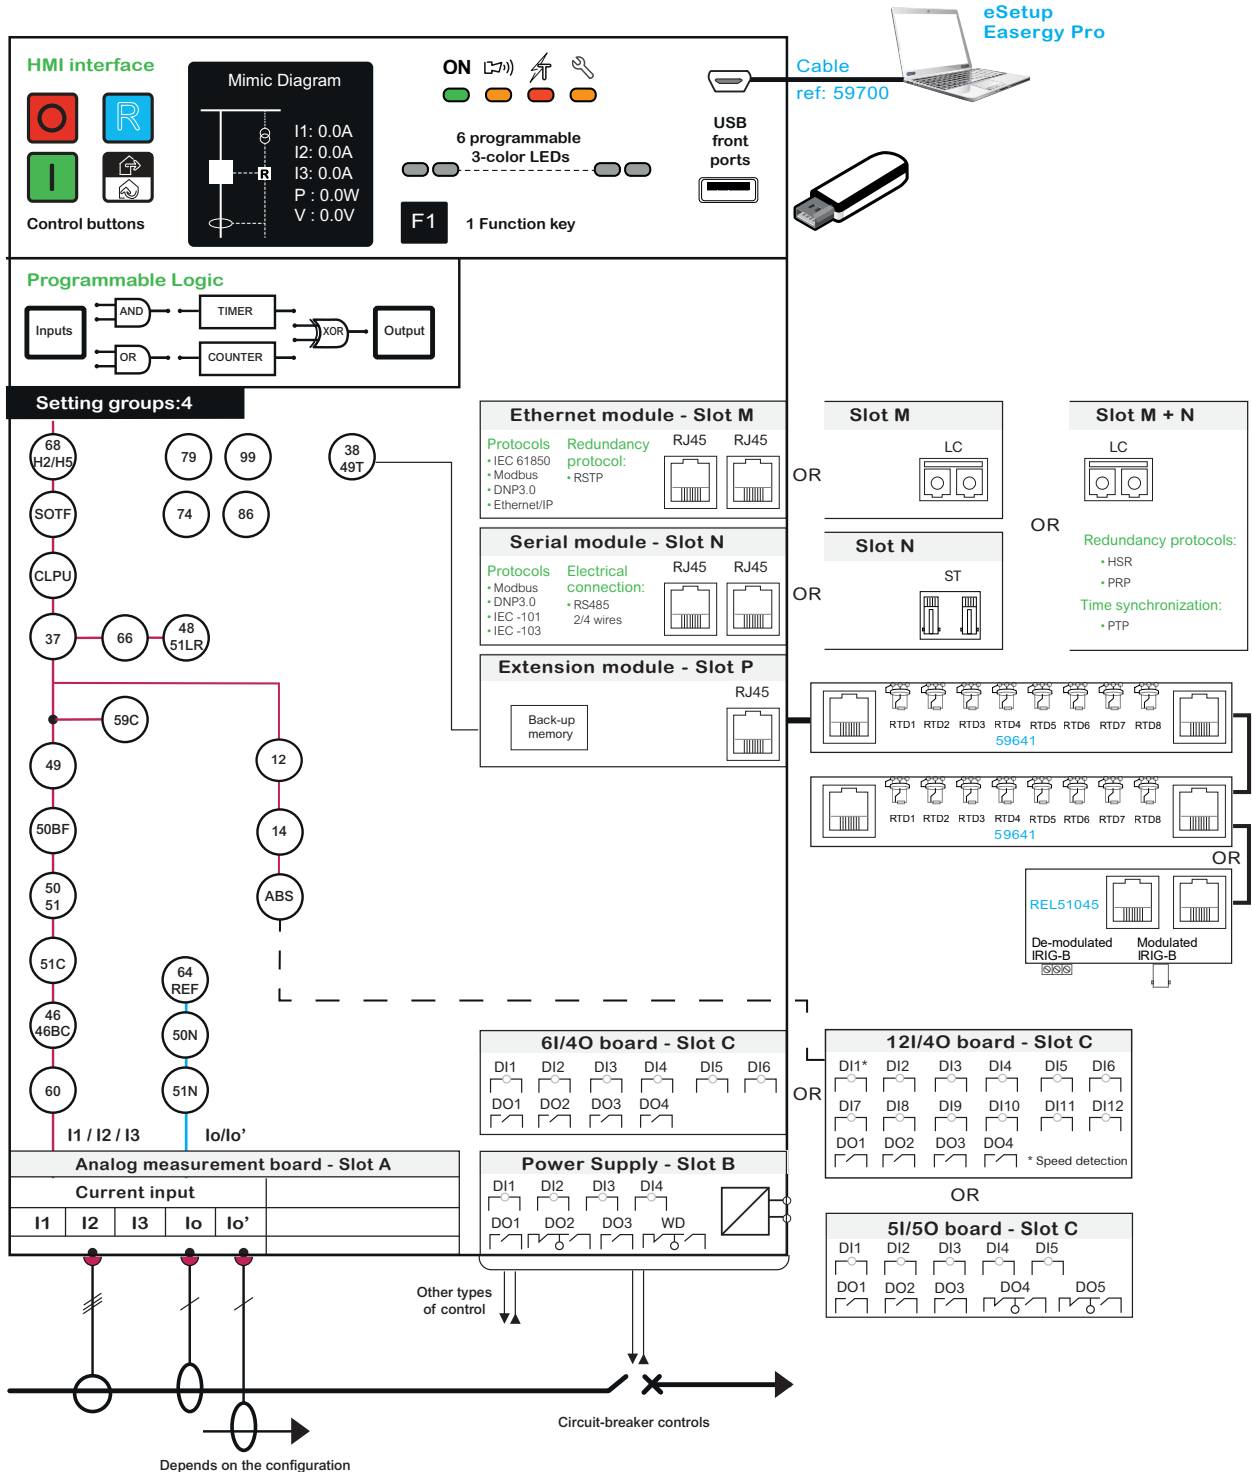 eSetup
Easergy Pro
HMI interface
Mimic Diagram
I1: 0.0A
I2: 0.0A
I3: 0.0A
P : 0.0W
V : 0.0V
R
R
Control buttons
ON
6 programmable
3-color LEDs
F1
1 Function key
USB
front
ports
Cable
ref: 59700
Programmable Logic
Inputs
AND
OR
TIMER
COUNTER
XOR
Output
Setting groups:4
68
H2/H5
79
99
38
49T
SOTF
74
86
CLPU
37
66
48
51LR
59C
49
12
50BF
14
50
51
ABS
51C
64
REF
46
46BC
50N
60
51N
I1 / I2 / I3
Io/Io’
Ethernet module - Slot M
Protocols
• IEC 61850
• Modbus
• DNP3.0
• Ethernet/IP
Redundancy
protocol:
• RSTP
RJ45 RJ45
OR
Slot M
LC
OR
Slot M + N
LC
Redundancy protocols:
• HSR
• PRP
Time synchronization:
• PTP
Serial module - Slot N
Protocols
• Modbus
• DNP3.0
• IEC -101
• IEC -103
Electrical
connection:
• RS485
2/4 wires
RJ45 RJ45
OR
Slot N
ST
Extension module - Slot P
Back-up
memory
RJ45
RTD1 RTD2 RTD3 RTD4 RTD5 RTD6 RTD7 RTD8
59641
RTD1 RTD2 RTD3 RTD4 RTD5 RTD6 RTD7 RTD8
59641
OR
REL51045
De-modulated
IRIG-B
Modulated
IRIG-B
6I/4O board - Slot C
DI1 DI2 DI3 DI4 DI5 DI6
DO1 DO2 DO3 DO4
OR
12I/4O board - Slot C
DI1* DI2 DI3 DI4 DI5 DI6
DI7 DI8 DI9 DI10 DI11 DI12
DO1 DO2 DO3 DO4
* Speed detection
OR
5I/5O board - Slot C
DI1 DI2 DI3 DI4 DI5
DO1 DO2 DO3 DO4 DO5
Analog measurement board - Slot A
Current input
I1 I2 I3 Io Io’
Power Supply - Slot B
DI1 DI2 DI3 DI4
DO1 DO2 DO3 WD
Other types
of control
Circuit-breaker controls
Depends on the configuration